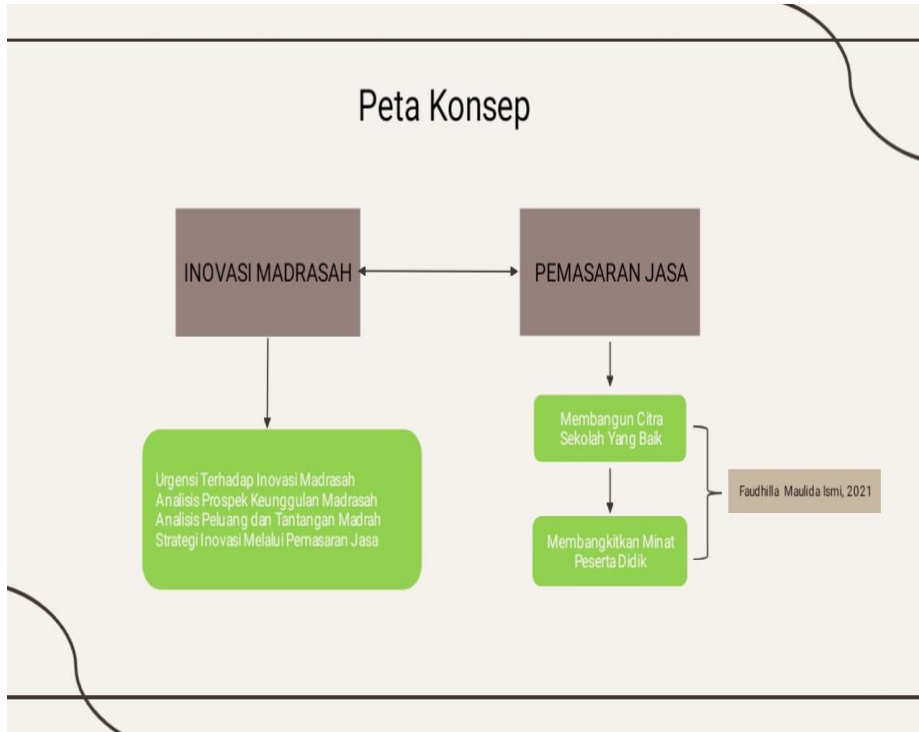 Peta Konsep
INOVASI MADRASAH
PEMASARAN JASA
Urgensi Terhadap Inovasi Madrasah
Analisis Prospek Keunggulan Madrasah
Analisis Peluang dan Tantangan Madrah
Strategi Inovasi Melalui Pemasaran Jasa
Membangun Citra
Sekolah Yang Baik
Membangkitkan Minat
Peserta Didik
Faudhilla Maulida Ismi, 2021